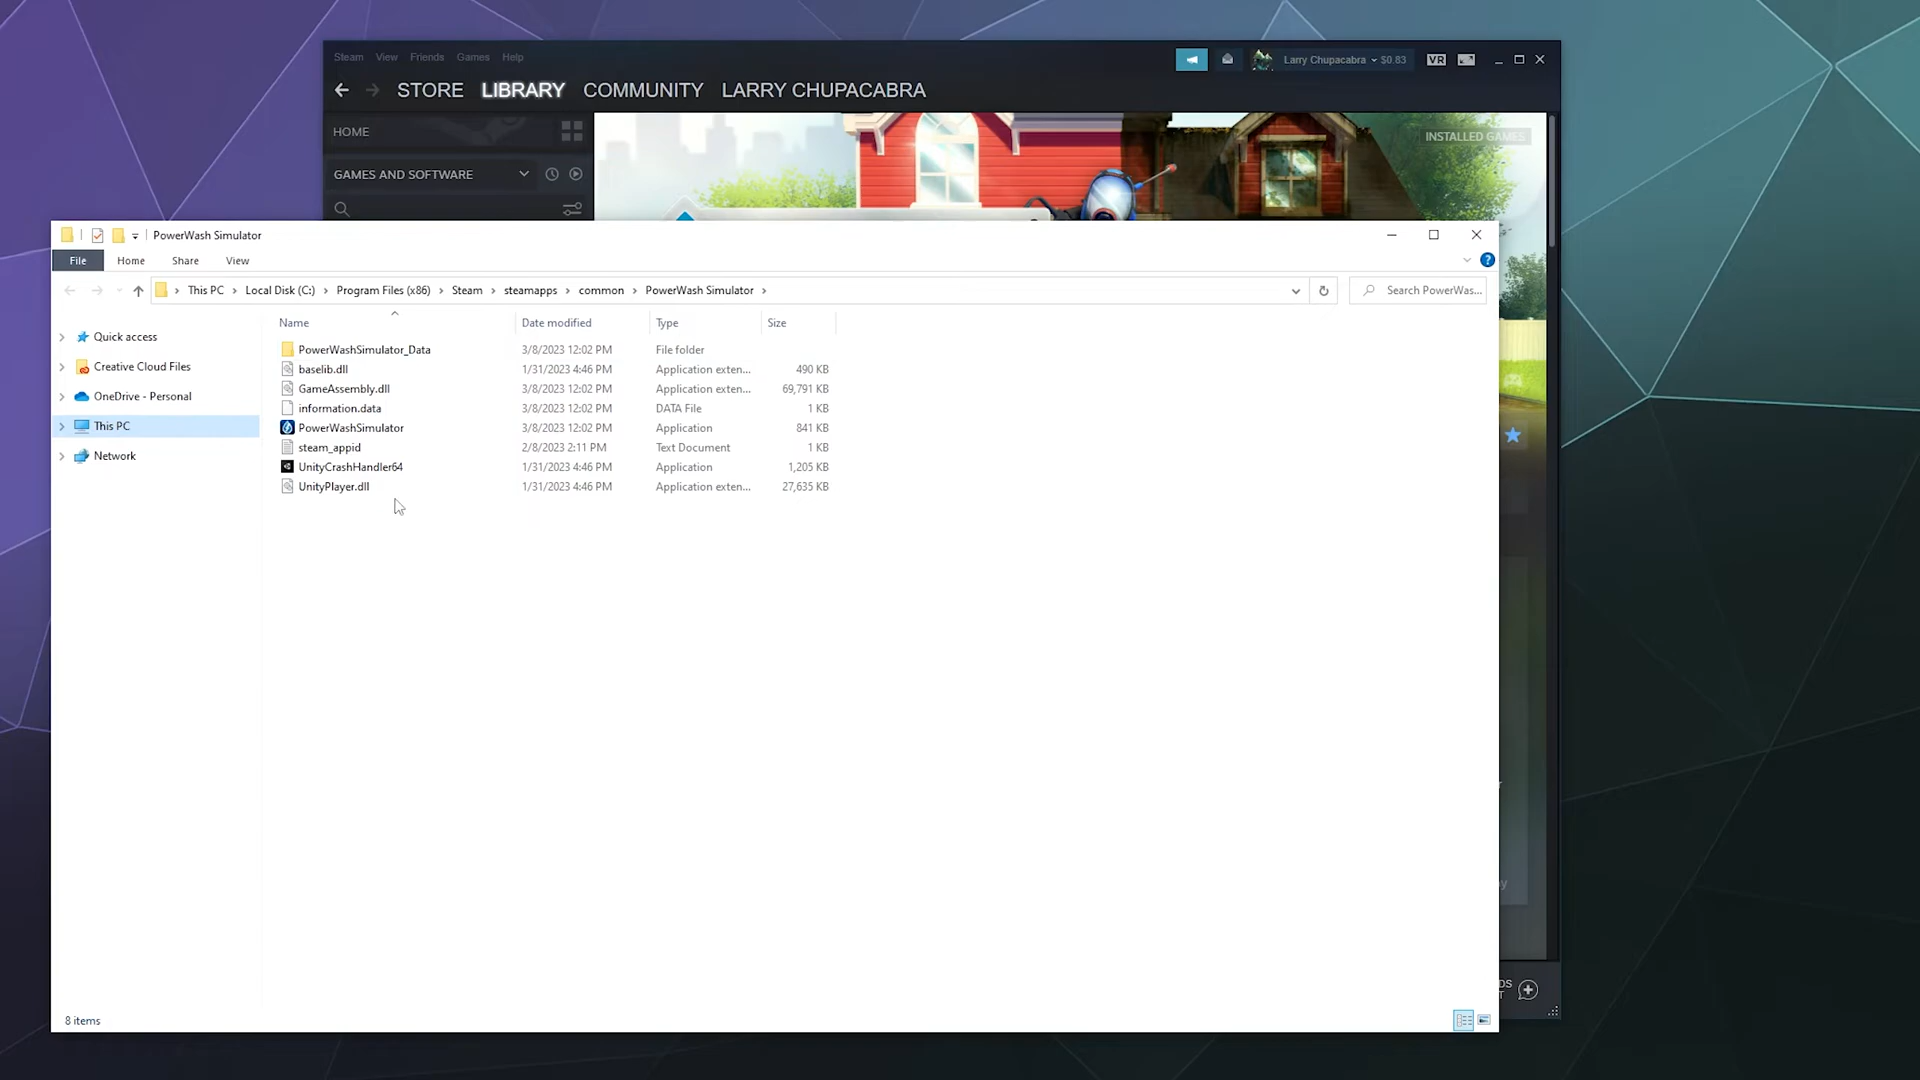 Steam View Friends Games Help
Larry Chupacabra $0.83 VR
STORE LIBRARY COMMUNITY LARRY CHUPACABRA
HOME
INSTALLED GAMES
GAMES AND SOFTWARE
PowerWash Simulator
File Home Share View
This PC Local Disk (C:) Program Files (x86) Steam steamapps common PowerWash Simulator
Search PowerWas...
Name Date modified Type Size
Quick access
Creative Cloud Files
OneDrive - Personal
This PC
Network
PowerWashSimulator_Data 3/8/2023 12:02 PM File folder
baselib.dll 1/31/2023 4:46 PM Application exten... 490 KB
GameAssembly.dll 3/8/2023 12:02 PM Application exten... 69,791 KB
information.data 3/8/2023 12:02 PM DATA File 1 KB
PowerWashSimulator 3/8/2023 12:02 PM Application 841 KB
steam_appid 2/8/2023 2:11 PM Text Document 1 KB
UnityCrashHandler64 1/31/2023 4:46 PM Application 1,205 KB
UnityPlayer.dll 1/31/2023 4:46 PM Application exten... 27,635 KB
8 items